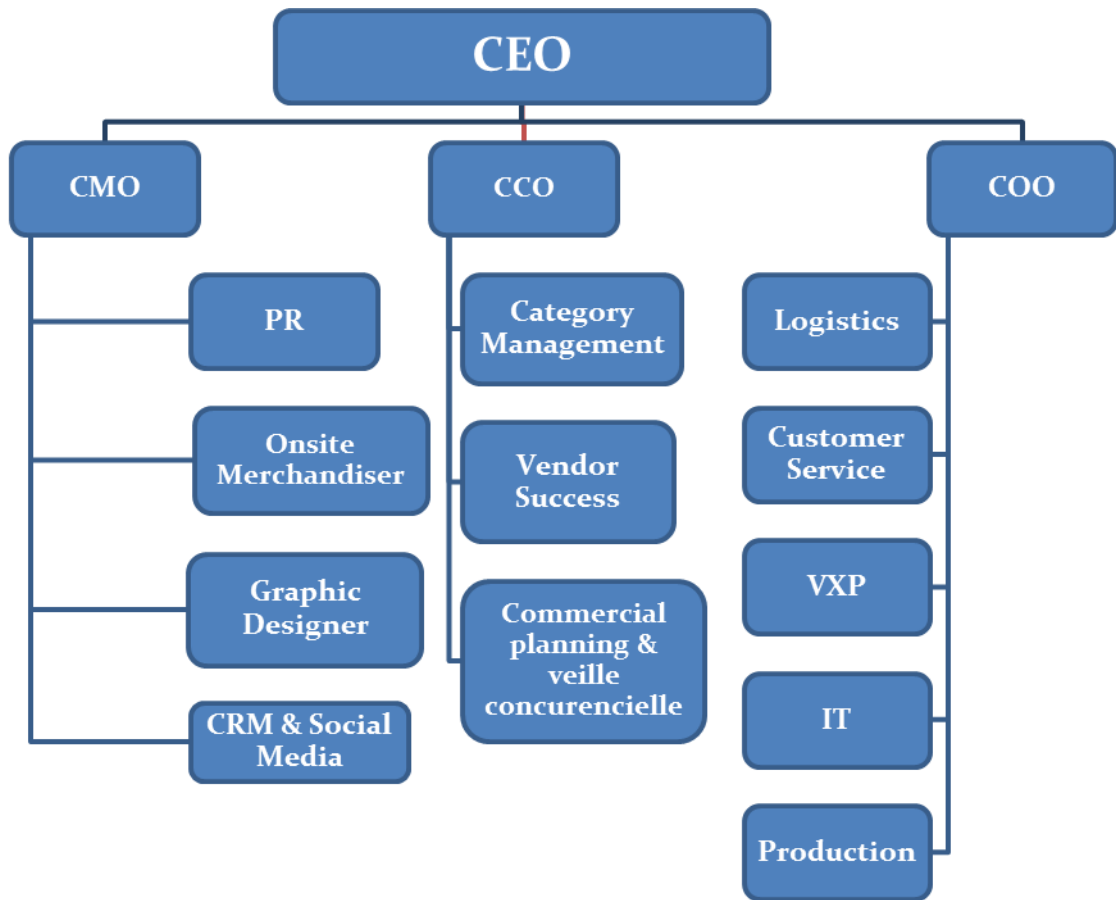 CEO
CMO
CCO
COO
PR
Onsite
Merchandiser
Graphic
Designer
CRM & Social
Media
Category
Management
Vendor
Success
Commercial
planning &
veille
concurencielle
Logistics
Customer
Service
VXP
IT
Production